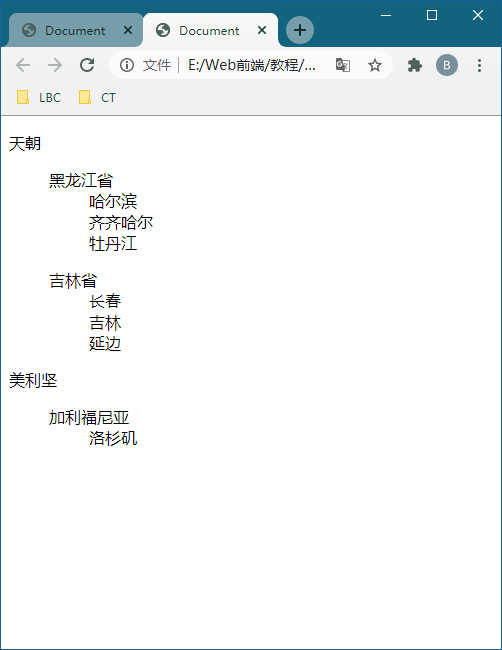 Document
Document
文件
E:/Web前端/教程/...
B
LBC
CT
天朝
黑龙江省
哈尔滨
齐齐哈尔
牡丹江
吉林省
长春
吉林
延边
美利坚
加利福尼亚
洛杉矶